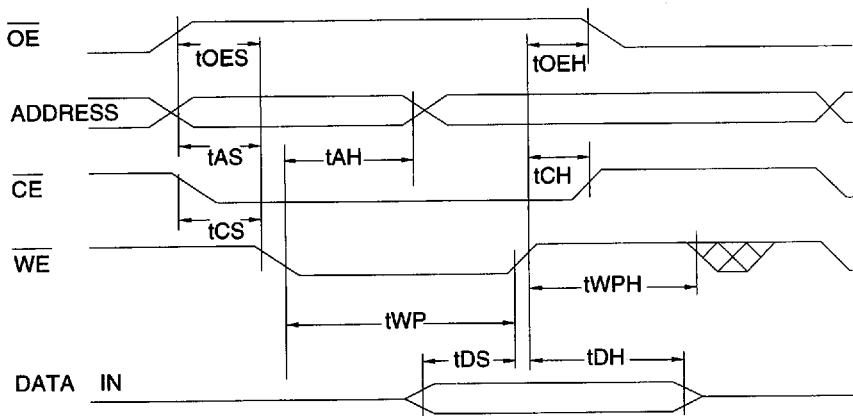 OE
tOES
tOEH
ADDRESS
tAS
tAH
tCH
CE
tCS
WE
tWPH
tWP
tDS
tDH
DATA IN